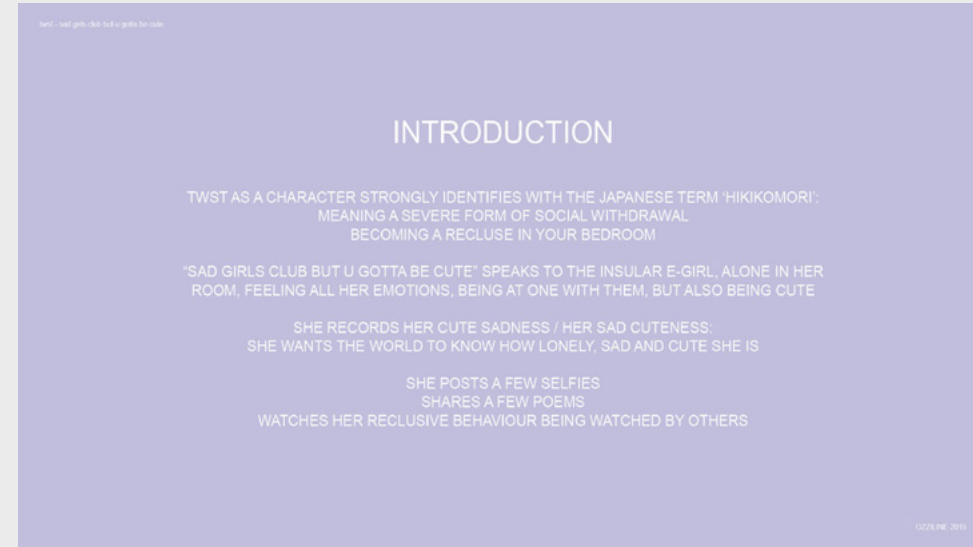 twst - sad girls club but u gotta be cute
INTRODUCTION
TWST AS A CHARACTER STRONGLY IDENTIFIES WITH THE JAPANESE TERM ‘HIKIKOMORI’:
MEANING A SEVERE FORM OF SOCIAL WITHDRAWAL
BECOMING A RECLUSE IN YOUR BEDROOM
“SAD GIRLS CLUB BUT U GOTTA BE CUTE” SPEAKS TO THE INSULAR E-GIRL, ALONE IN HER
ROOM, FEELING ALL HER EMOTIONS, BEING AT ONE WITH THEM, BUT ALSO BEING CUTE
SHE RECORDS HER CUTE SADNESS / HER SAD CUTENESS:
SHE WANTS THE WORLD TO KNOW HOW LONELY, SAD AND CUTE SHE IS
SHE POSTS A FEW SELFIES
SHARES A FEW POEMS
WATCHES HER RECLUSIVE BEHAVIOUR BEING WATCHED BY OTHERS
2019